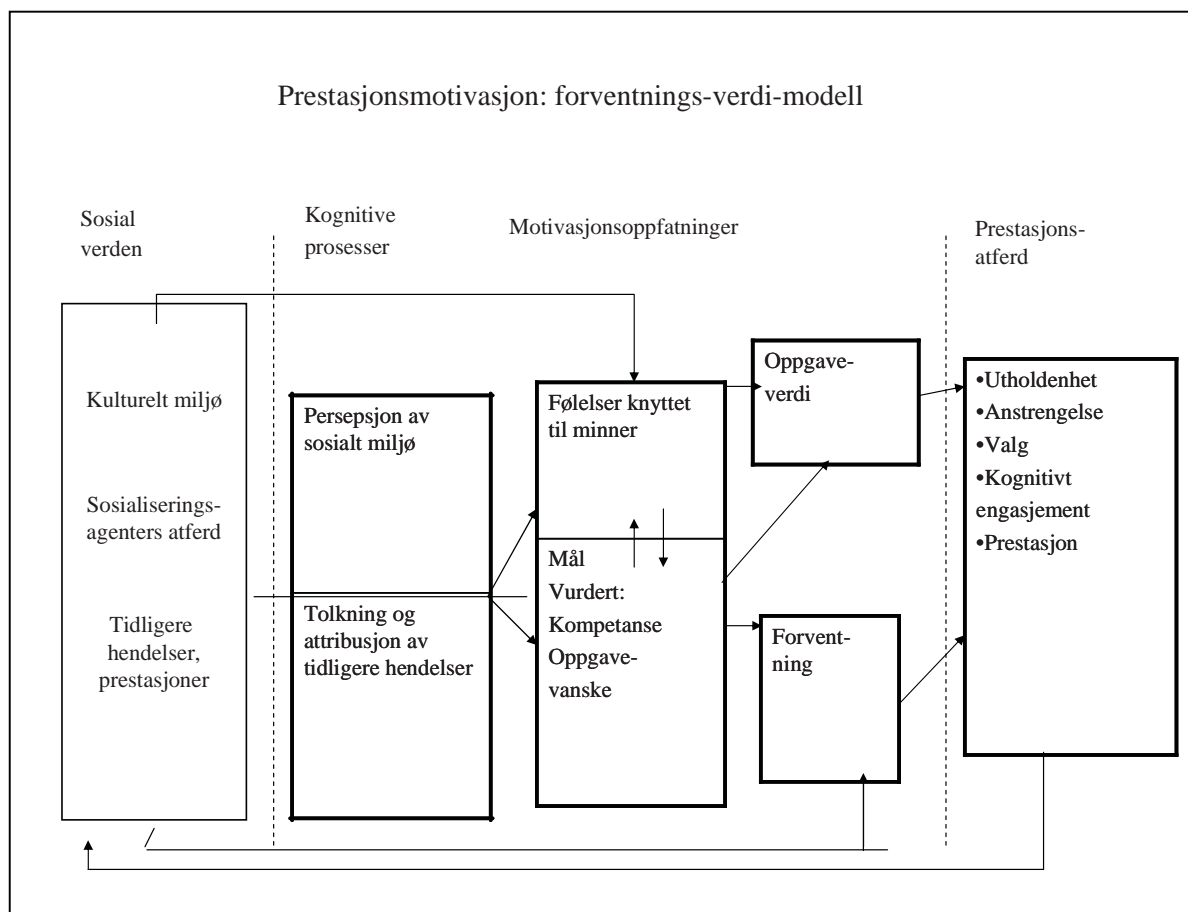 Prestasjonsmotivasjon: forventnings-verdi-modell
Sosial
verden
Kognitive
prosesser
Motivasjonsoppfatninger
Prestasjons-
atferd
Kulturelt miljø
Sosialiserings-
agenters atferd
Tidligere
hendelser,
prestasjoner
Persepsjon av
sosialt miljø
Tolkning og
attribusjon av
tidligere hendelser
Følelser knyttet
til minner
Mål
Vurdert:
Kompetanse
Oppgave-
vanske
Oppgave-
verdi
Forvent-
ning
•Utholdenhet
•Anstrengelse
•Valg
•Kognitivt
engasjement
•Prestasjon